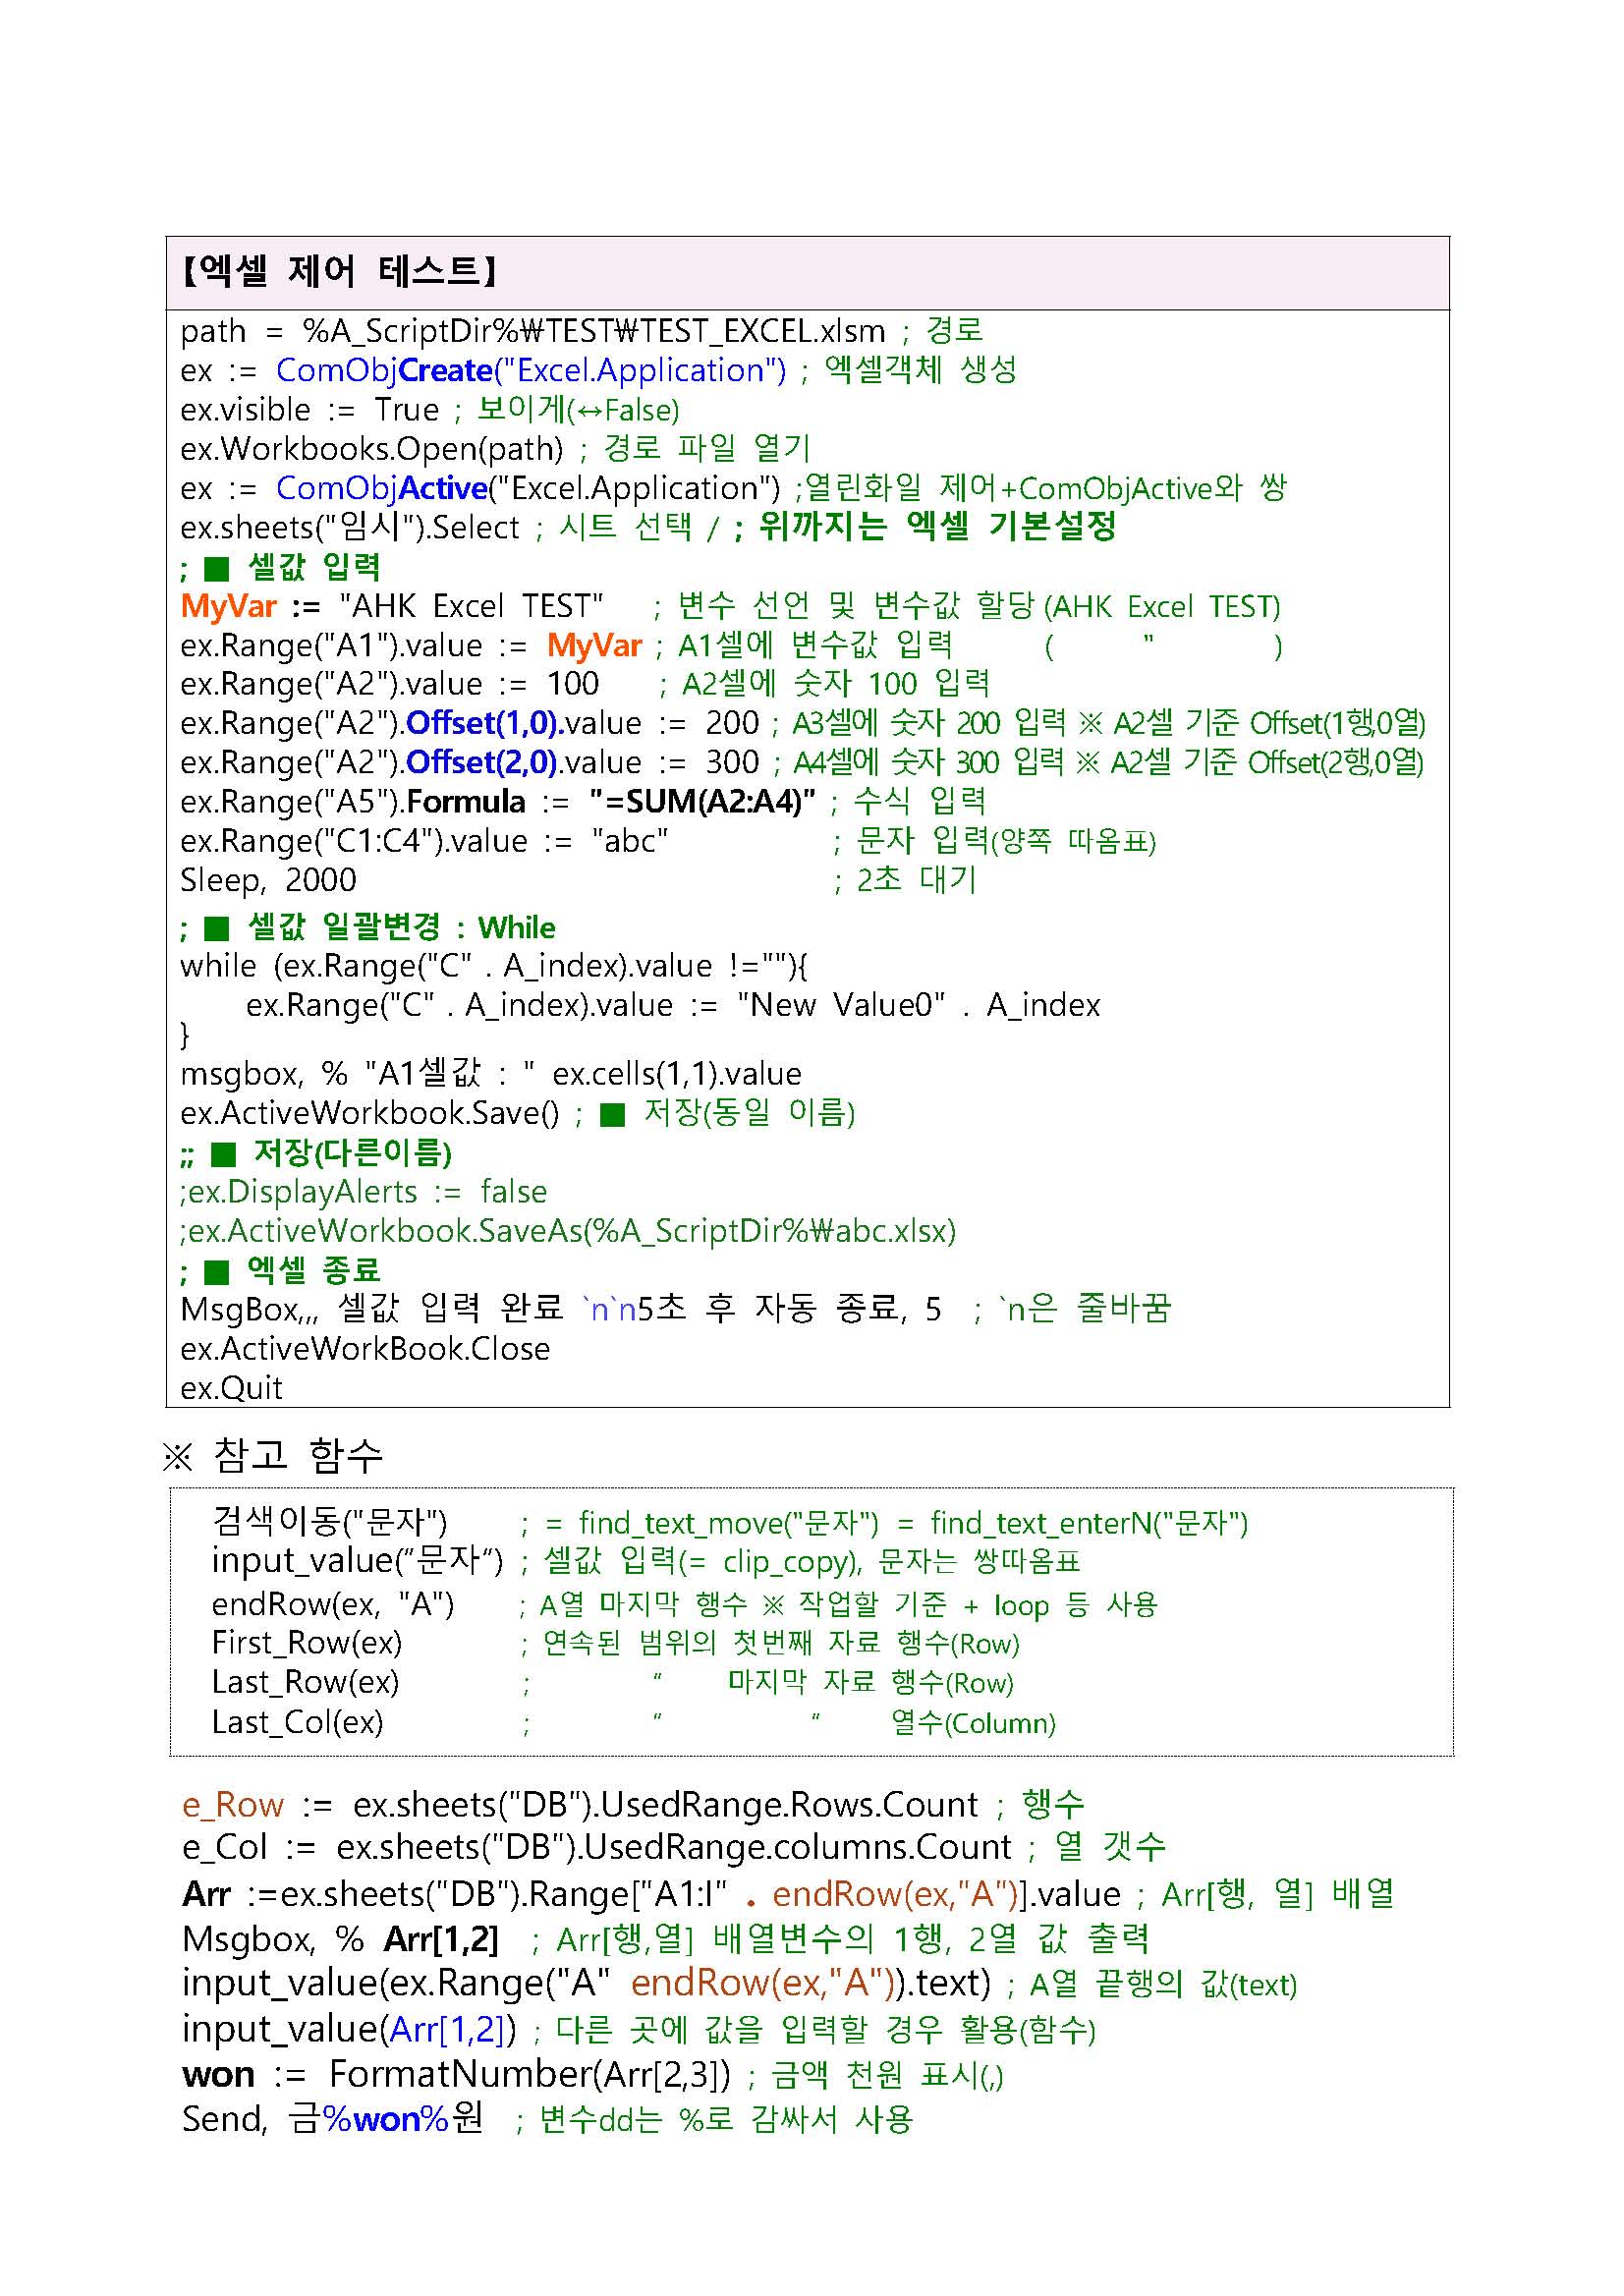 【엑셀 제어 테스트】
path = %A_ScriptDir%₩TEST₩TEST_EXCEL.xlsm ; 경로
ex := ComObjCreate("Excel.Application") ; 엑셀객체 생성
ex.visible := True ; 보이게(↔False)
ex.Workbooks.Open(path) ; 경로 파일 열기
ex := ComObjActive("Excel.Application") ;열린화일 제어+ComObjActive와 쌍
ex.sheets("임시").Select ; 시트 선택 / ; 위까지는 엑셀 기본설정
; ■ 셀값 입력
MyVar := "AHK Excel TEST" ; 변수 선언 및 변수값 할당(AHK Excel TEST)
ex.Range("A1").value := MyVar ; A1셀에 변수값 입력 ( " )
ex.Range("A2").value := 100 ; A2셀에 숫자 100 입력
ex.Range("A2").Offset(1,0).value := 200 ; A3셀에 숫자 200 입력 ※ A2셀 기준 Offset(1행,0열)
ex.Range("A2").Offset(2,0).value := 300 ; A4셀에 숫자 300 입력 ※ A2셀 기준 Offset(2행,0열)
ex.Range("A5").Formula := "=SUM(A2:A4)" ; 수식 입력
ex.Range("C1:C4").value := "abc" ; 문자 입력(양쪽 따옴표)
Sleep, 2000 ; 2초 대기
; ■ 셀값 일괄변경 : While
while (ex.Range("C" . A_index).value !=""){
ex.Range("C" . A_index).value := "New Value0" . A_index
}
msgbox, % "A1셀값 : " ex.cells(1,1).value
ex.ActiveWorkbook.Save() ; ■ 저장(동일 이름)
;; ■ 저장(다른이름)
;ex.DisplayAlerts := false
;ex.ActiveWorkbook.SaveAs(%A_ScriptDir%₩abc.xlsx)
; ■ 엑셀 종료
MsgBox,,, 셀값 입력 완료 `n`n5초 후 자동 종료, 5 ; `n은 줄바꿈
ex.ActiveWorkBook.Close
ex.Quit
※ 참고 함수
검색이동("문자") ; = find_text_move("문자") = find_text_enterN("문자")
input_value(“문자“) ; 셀값 입력(= clip_copy), 문자는 쌍따옴표
endRow(ex, "A") ; A열 마지막 행수 ※ 작업할 기준 + loop 등 사용
First_Row(ex) ; 연속된 범위의 첫번째 자료 행수(Row)
Last_Row(ex) ; “ 마지막 자료 행수(Row)
Last_Col(ex) ; “ “ 열수(Column)
e_Row := ex.sheets("DB").UsedRange.Rows.Count ; 행수
e_Col := ex.sheets("DB").UsedRange.columns.Count ; 열 갯수
Arr :=ex.sheets("DB").Range["A1:I" . endRow(ex,"A")].value ; Arr[행, 열] 배열
Msgbox, % Arr[1,2] ; Arr[행,열] 배열변수의 1행, 2열 값 출력
input_value(ex.Range("A" endRow(ex,"A")).text) ; A열 끝행의 값(text)
input_value(Arr[1,2]) ; 다른 곳에 값을 입력할 경우 활용(함수)
won := FormatNumber(Arr[2,3]) ; 금액 천원 표시(,)
Send, 금%won%원 ; 변수dd는 %로 감싸서 사용